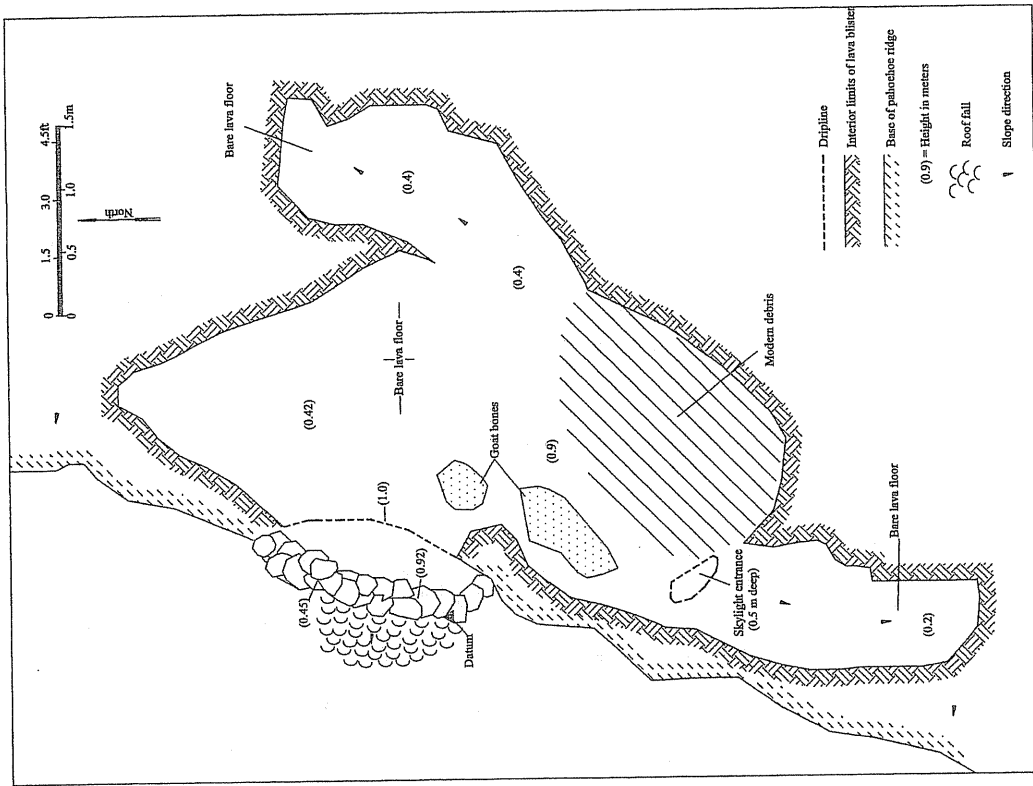 0 1.5 3.0 4.5ft
0 0.5 1.0 1.5m
North
Bare lava floor
(0.4)
(0.4)
(0.42)
Bare lava floor
Goat bones
(1.0)
(0.9)
(0.45)
(0.92)
Datum
Modern debris
Skylight entrance
(0.5 m deep)
Bare lava floor
(0.2)
Dripline
Interior limits of lava blister
Base of pahoehoe ridge
(0.9) = Height in meters
Roof fall
Slope direction